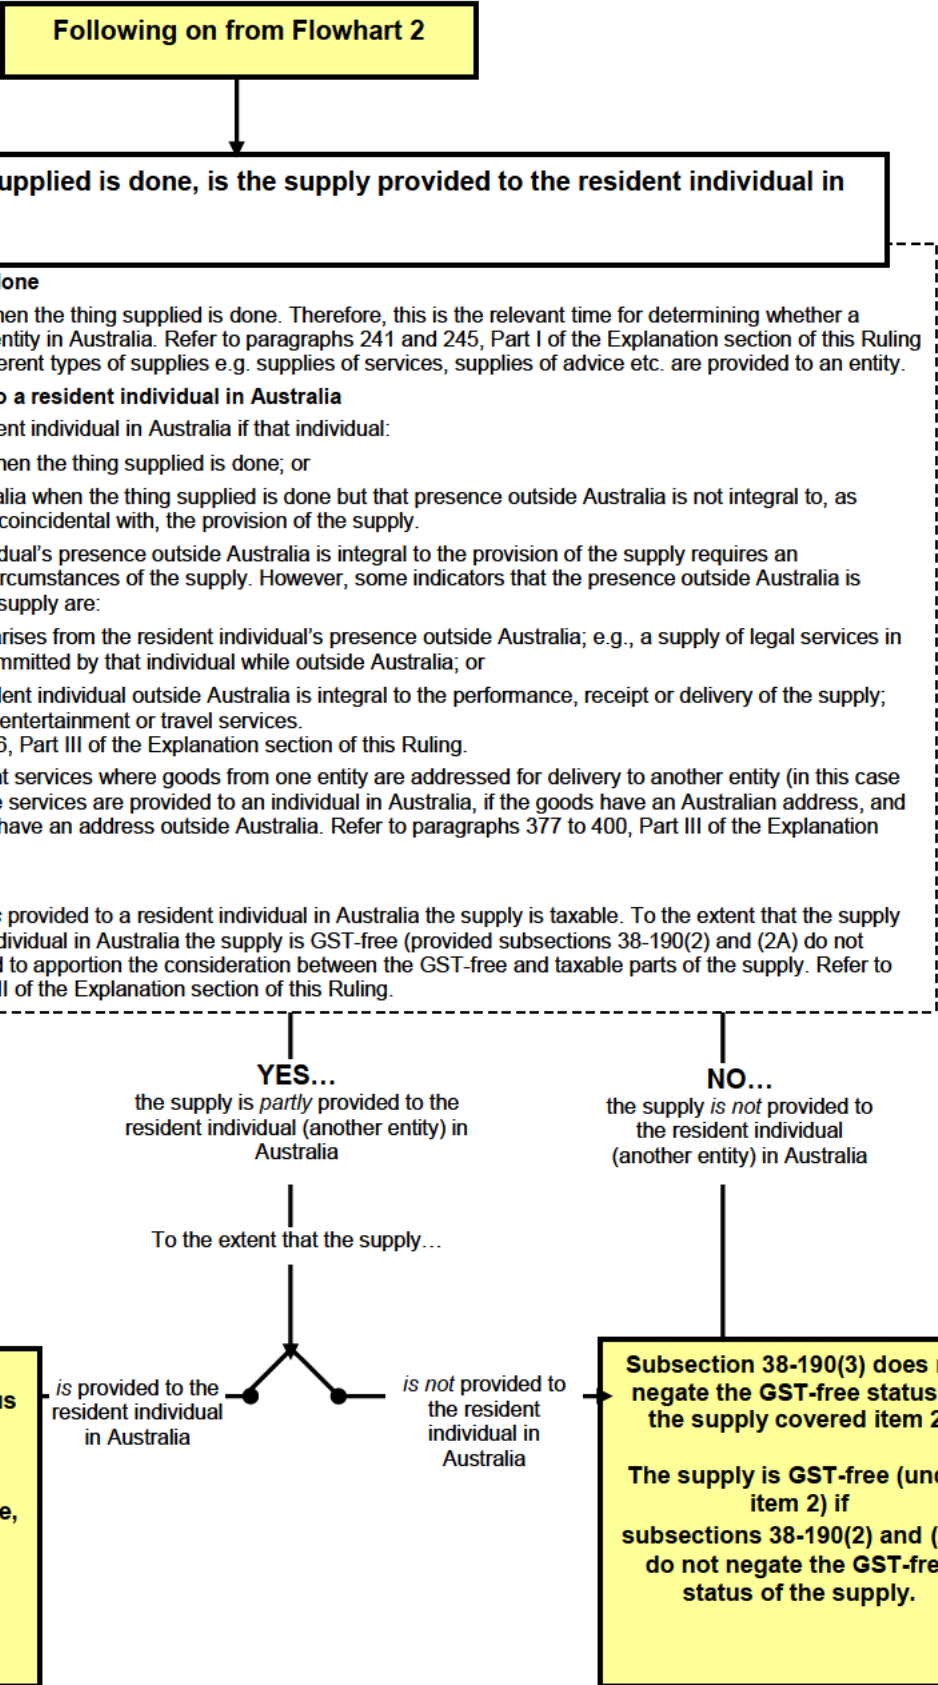 Following on from Flowhart 2
supplied is done, is the supply provided to the resident individual in
done
when the thing supplied is done. Therefore, this is the relevant time for determining whether a
entity in Australia. Refer to paragraphs 241 and 245, Part I of the Explanation section of this Ruling
erent types of supplies e.g. supplies of services, supplies of advice etc. are provided to an entity.
o a resident individual in Australia
ent individual in Australia if that individual:
hen the thing supplied is done; or
alia when the thing supplied is done but that presence outside Australia is not integral to, as
coincidental with, the provision of the supply.
idual's presence outside Australia is integral to the provision of the supply requires an
rcumstances of the supply. However, some indicators that the presence outside Australia is
supply are:
arises from the resident individual's presence outside Australia; e.g., a supply of legal services in
mmitted by that individual while outside Australia; or
dent individual outside Australia is integral to the performance, receipt or delivery of the supply;
entertainment or travel services.
6, Part III of the Explanation section of this Ruling.
nt services where goods from one entity are addressed for delivery to another entity (in this case
e services are provided to an individual in Australia, if the goods have an Australian address, and
have an address outside Australia. Refer to paragraphs 377 to 400, Part III of the Explanation
provided to a resident individual in Australia the supply is taxable. To the extent that the supply
dividual in Australia the supply is GST-free (provided subsections 38-190(2) and (2A) do not
d to apportion the consideration between the GST-free and taxable parts of the supply. Refer to
II of the Explanation section of this Ruling.
YES...
the supply is partly provided to the
resident individual (another entity) in
Australia
NO...
the supply is not provided to
the resident individual
(another entity) in Australia
To the extent that the supply...
us
e,
is provided to the
resident individual
in Australia
is not provided to
the resident
individual in
Australia
Subsection 38-190(3) does
negate the GST-free status
the supply covered item 2
The supply is GST-free (und
item 2) if
subsections 38-190(2) and (
do not negate the GST-fre
status of the supply.